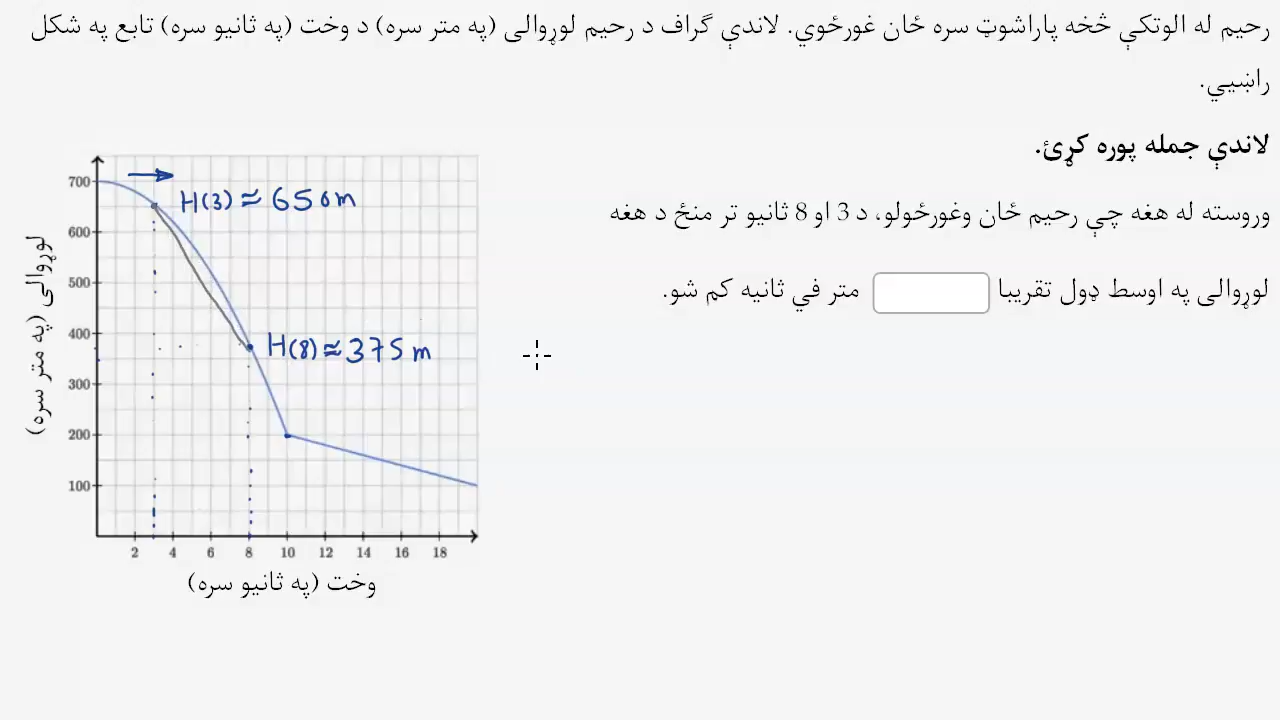 رحیم له الوتکې څخه پاراشوټ سره ځان غورځوي. لاندې ګراف د رحیم لوړوالی (په متر سره) د وخت (په ثانیو سره) تابع په شکل
راښیي.
لاندې جمله پوره کړئ.
وروسته له هغه چې رحیم ځان وغورځولو، د 3 او 8 ثانیو تر منځ د هغه
لوړوالی په اوسط ډول تقریبا متر في ثانیه کم شو.
لوړوالی (په متر سره)
700
600
500
400
300
200
100
H(3) ≈ 650m
H(8) ≈ 375 m
2 4 6 8 10 12 14 16 18
وخت (په ثانیو سره)